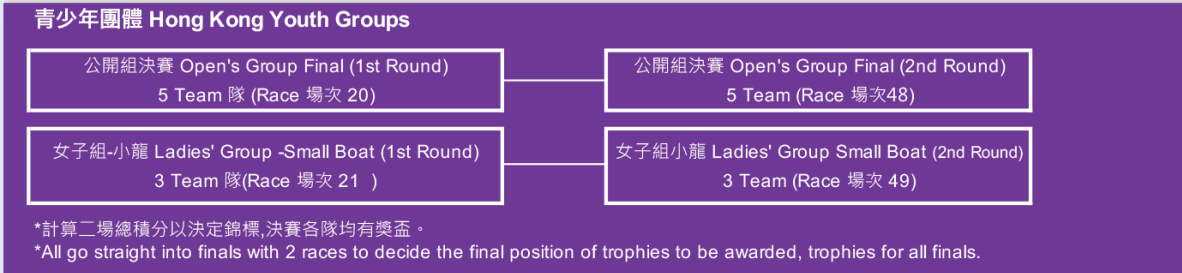 青少年團體 Hong Kong Youth Groups
公開組決賽 Open's Group Final (1st Round)
5 Team 隊 (Race 場次 20)
公開組決賽 Open's Group Final (2nd Round)
5 Team (Race 場次48)
女子組-小龍 Ladies' Group -Small Boat (1st Round)
3 Team 隊(Race 場次 21 )
女子組小龍 Ladies' Group Small Boat (2nd Round)
3 Team (Race 場次 49)
*計算二場總積分以決定錦標,決賽各隊均有獎盃。
*All go straight into finals with 2 races to decide the final position of trophies to be awarded, trophies for all finals.